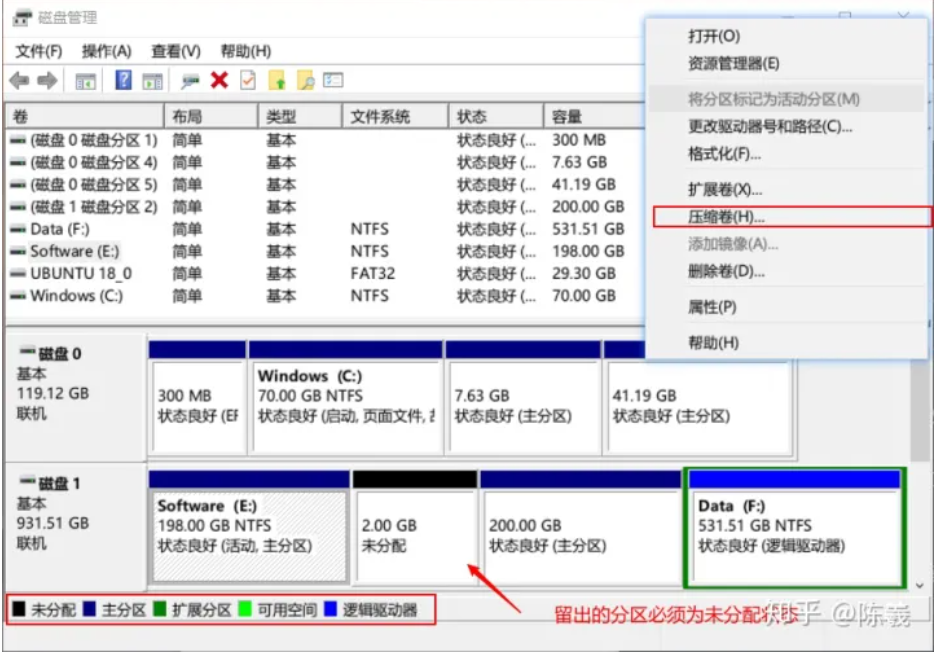 磁盘管理
文件(F) 操作(A) 查看(V) 帮助(H)
卷 布局 类型 文件系统 状态 容量
(磁盘 0 磁盘分区 1) 简单 基本 状态良好 (... 300 MB
(磁盘 0 磁盘分区 4) 简单 基本 状态良好 (... 7.63 GB
(磁盘 0 磁盘分区 5) 简单 基本 状态良好 (... 41.19 GB
(磁盘 1 磁盘分区 2) 简单 基本 状态良好 (... 200.00 GB
Data (F:) 简单 基本 NTFS 状态良好 (... 531.51 GB
Software (E:) 简单 基本 NTFS 状态良好 (... 198.00 GB
UBUNTU 18_0 简单 基本 FAT32 状态良好 (... 29.30 GB
Windows (C:) 简单 基本 NTFS 状态良好 (... 70.00 GB
打开(O)
资源管理器(E)
将分区标记为活动分区(M)
更改驱动器号和路径(C)...
格式化(F)...
扩展卷(X)...
压缩卷(H)...
添加镜像(A)...
删除卷(D)...
属性(P)
帮助(H)
磁盘 0
基本
119.12 GB
联机
300 MB
状态良好 (EF
Windows (C:)
70.00 GB NTFS
状态良好 (启动, 页面文件,
7.63 GB
状态良好 (主分区)
41.19 GB
状态良好 (主分区)
磁盘 1
基本
931.51 GB
联机
Software (E:)
198.00 GB NTFS
状态良好 (活动, 主分区)
2.00 GB
未分配
200.00 GB
状态良好 (主分区)
Data (F:)
531.51 GB NTFS
状态良好 (逻辑驱动器)
未分配 主分区 扩展分区 可用空间 逻辑驱动器
留出的分区必须为未分配状态
知乎 @陈羲